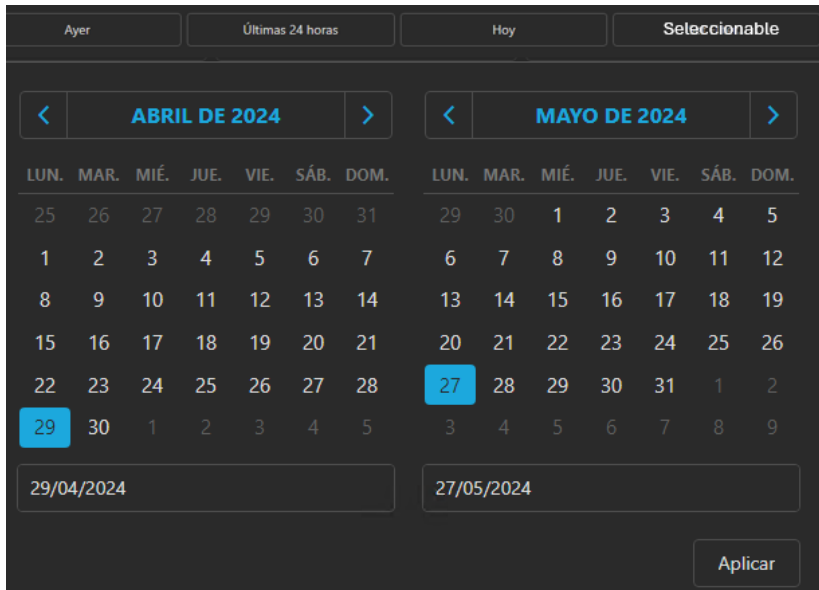 Ayer Últimas 24 horas Hoy Seleccionable
ABRIL DE 2024
LUN. MAR. MIÉ. JUE. VIE. SÁB. DOM.
25 26 27 28 29 30 31
1 2 3 4 5 6 7
8 9 10 11 12 13 14
15 16 17 18 19 20 21
22 23 24 25 26 27 28
29 30 1 2 3 4 5
29/04/2024
MAYO DE 2024
LUN. MAR. MIÉ. JUE. VIE. SÁB. DOM.
29 30 1 2 3 4 5
6 7 8 9 10 11 12
13 14 15 16 17 18 19
20 21 22 23 24 25 26
27 28 29 30 31 1 2
3 4 5 6 7 8 9
27/05/2024
Aplicar